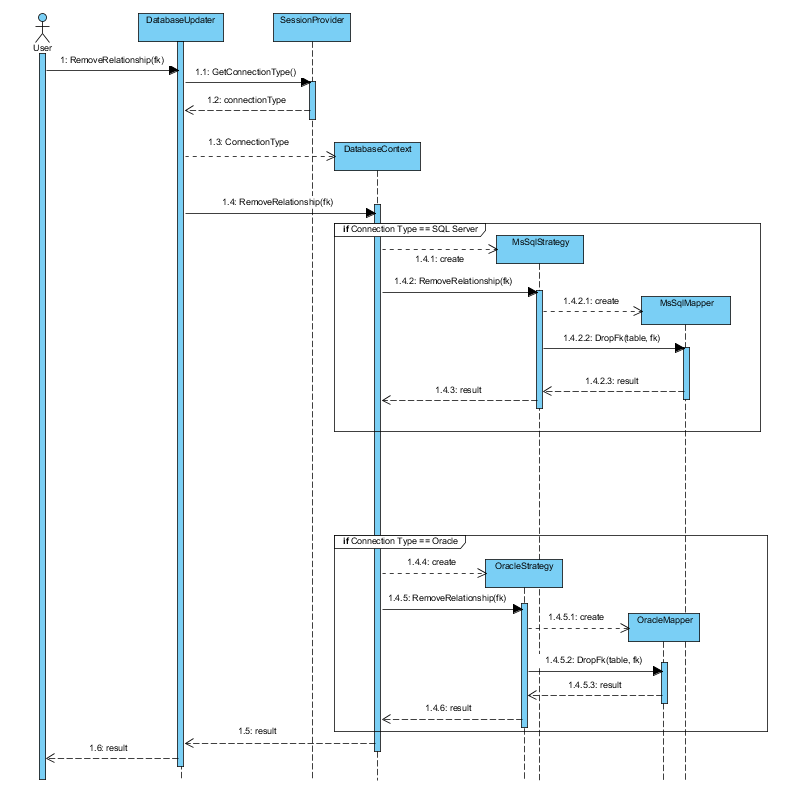 DatabaseUpdater
SessionProvider
User
1: RemoveRelationship(fk)
1.1: GetConnectionType()
1.2: connectionType
1.3: ConnectionType
DatabaseContext
1.4: RemoveRelationship(fk)
if Connection Type == SQL Server
MsSqlStrategy
1.4.1: create
1.4.2: RemoveRelationship(fk)
1.4.2.1: create
MsSqlMapper
1.4.2.2: DropFk(table, fk)
1.4.2.3: result
1.4.3: result
if Connection Type == Oracle
1.4.4: create
OracleStrategy
1.4.5: RemoveRelationship(fk)
1.4.5.1: create
OracleMapper
1.4.5.2: DropFk(table, fk)
1.4.5.3: result
1.4.6: result
1.5: result
1.6: result